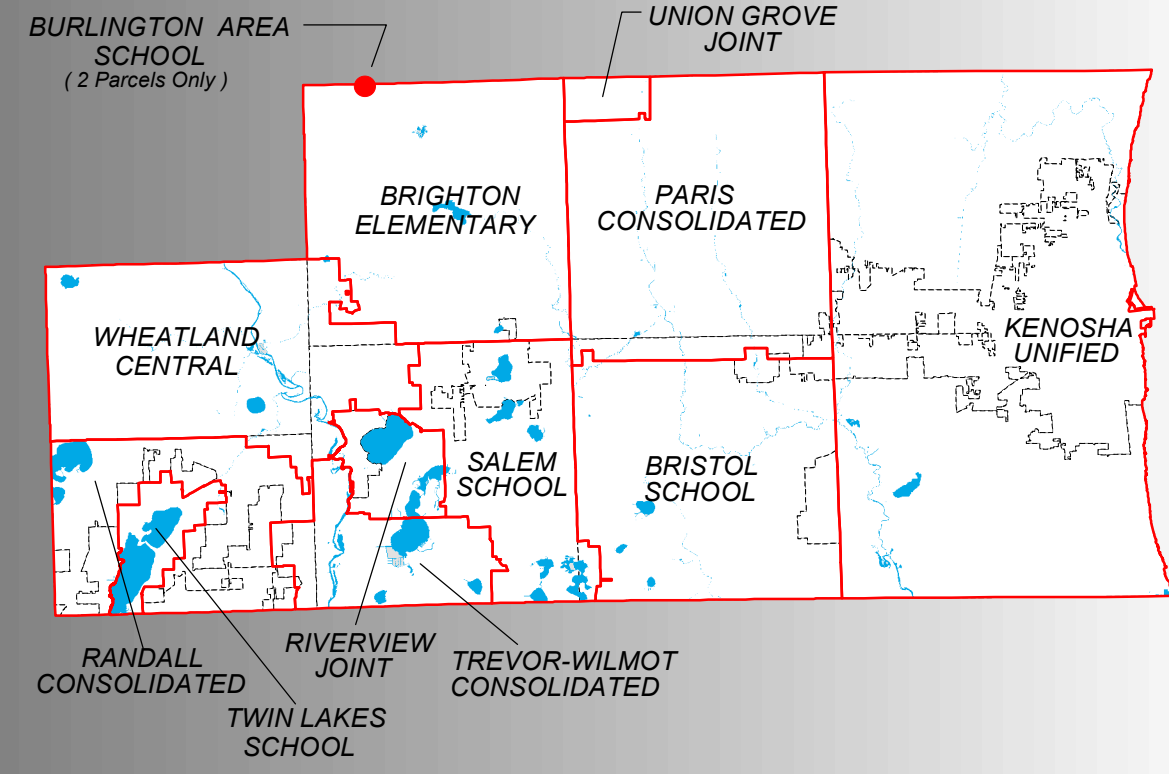 BURLINGTON AREA
SCHOOL
( 2 Parcels Only )
UNION GROVE
JOINT
BRIGHTON
ELEMENTARY
PARIS
CONSOLIDATED
WHEATLAND
CENTRAL
KENOSHA
UNIFIED
SALEM
SCHOOL
BRISTOL
SCHOOL
RANDALL
CONSOLIDATED
RIVERVIEW
JOINT
TREVOR-WILMOT
CONSOLIDATED
TWIN LAKES
SCHOOL